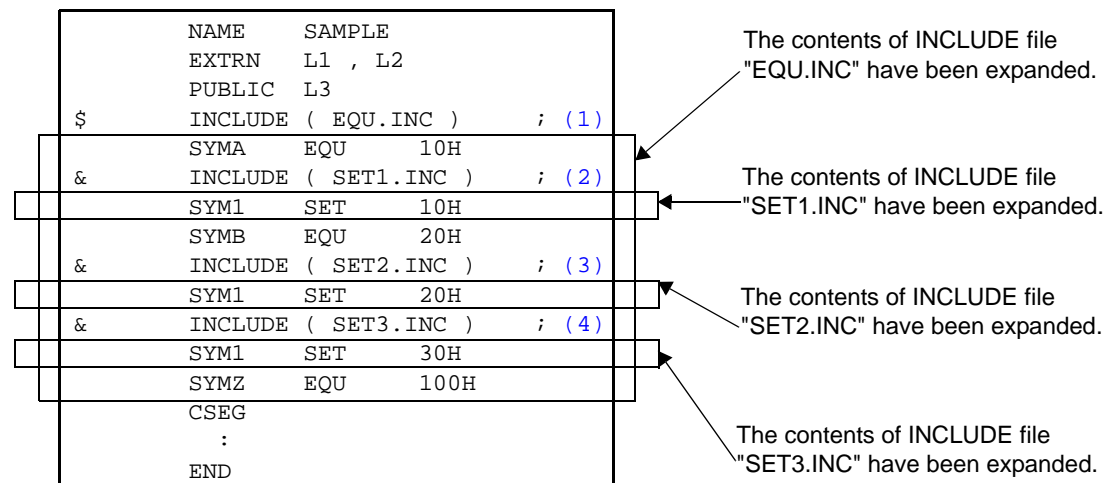 NAME SAMPLE
EXTRN L1 , L2
PUBLIC L3
$ INCLUDE ( EQU.INC ) ; (1)
SYMA EQU 10H
& INCLUDE ( SET1.INC ) ; (2)
SYM1 SET 10H
SYMB EQU 20H
& INCLUDE ( SET2.INC ) ; (3)
SYM1 SET 20H
& INCLUDE ( SET3.INC ) ; (4)
SYM1 SET 30H
SYMZ EQU 100H
CSEG
:
END
The contents of INCLUDE file
"EQU.INC" have been expanded.
The contents of INCLUDE file
"SET1.INC" have been expanded.
The contents of INCLUDE file
"SET2.INC" have been expanded.
The contents of INCLUDE file
"SET3.INC" have been expanded.